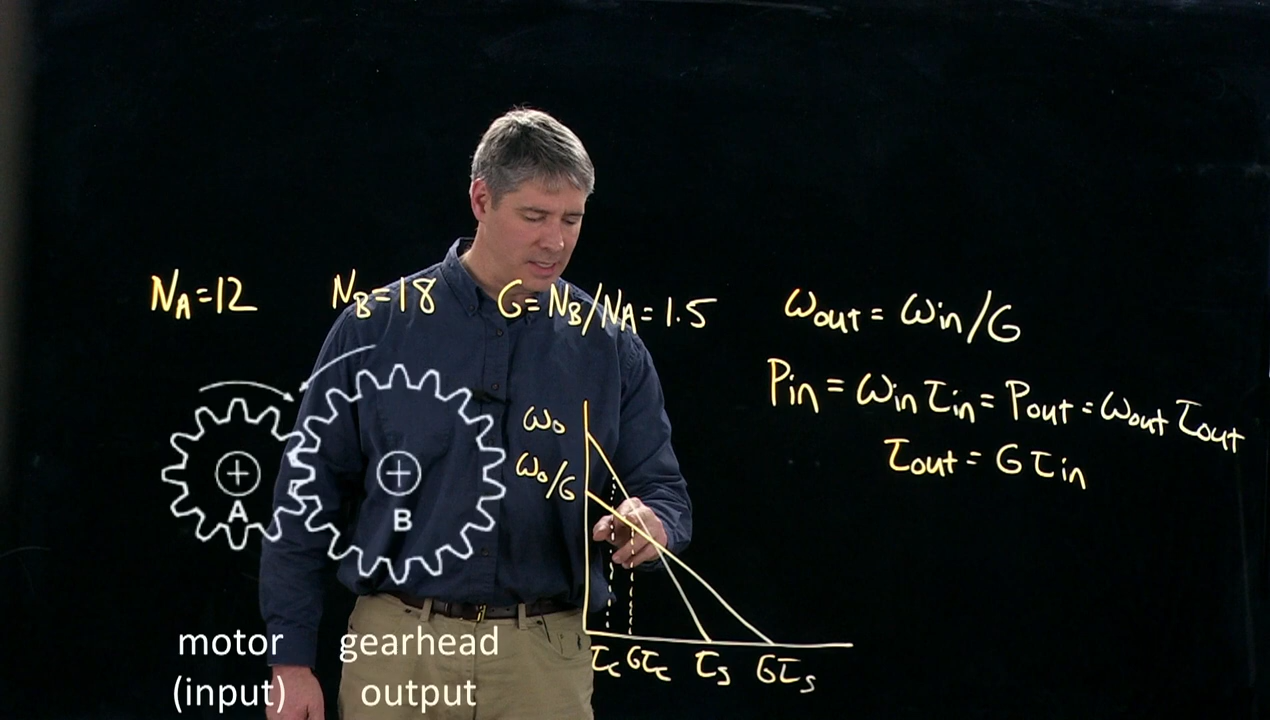 N_A=12
N_B=18
G=N_B/N_A=1.5
ω_out = ω_in/G
P_in = ω_in τ_in = P_out = ω_out τ_out
τ_out = G τ_in
ω_0
ω_0/G
A
B
τ_c Gτ_c τ_s Gτ_s
motor
(input)
gearhead
output